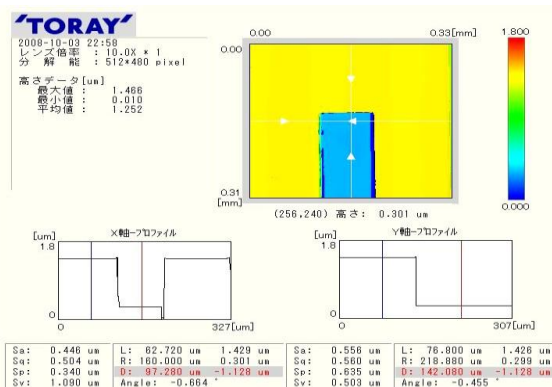 'TORAY'
2008-10-03 22:58
レンズ倍率 : 10.0X * 1
分 解 能 : 512*480 pixel
高さデータ[um]
最大値 : 1.466
最小値 : 0.010
平均値 : 1.252
0.00 0.33[mm]
0.00
0.31
[mm]
1.800
0.000
(256,240) 高さ: 0.301 um
[um] X軸-プロファイル
1.8
0
0 327[um]
[um] Y軸-プロファイル
1.8
0
0 307[um]
Sa: 0.446 um
Sq: 0.504 um
Sp: 0.340 um
Sv: 1.090 um
L: 62.720 um 1.429 um
R: 160.000 um 0.301 um
D: 97.280 um -1.128 um
Angle: -0.664 °
Sa: 0.556 um
Sq: 0.560 um
Sp: 0.635 um
Sv: 0.503 um
L: 76.800 um 1.426 um
R: 218.880 um 0.299 um
D: 142.080 um -1.128 um
Angle: -0.455 °